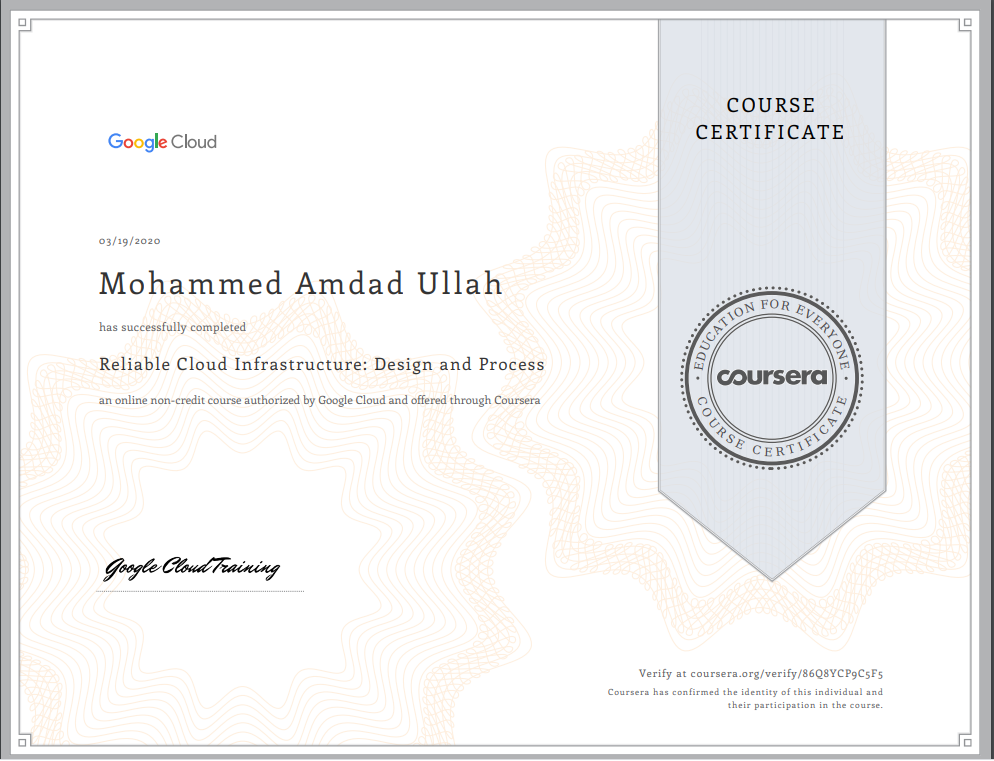 COURSE
CERTIFICATE
Google Cloud
03/19/2020
Mohammed Amdad Ullah
has successfully completed
Reliable Cloud Infrastructure: Design and Process
an online non-credit course authorized by Google Cloud and offered through Coursera
EDUCATION FOR EVERYONE
coursera
COURSE CERTIFICATE
Google Cloud Training
Verify at coursera.org/verify/86Q8YCP9C5F5
Coursera has confirmed the identity of this individual and
their participation in the course.